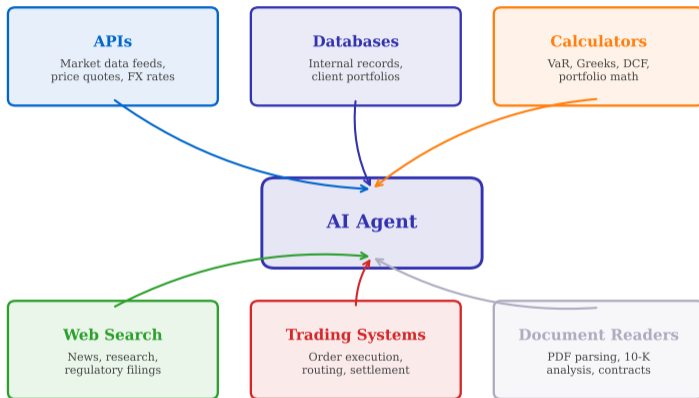 APIs
Market data feeds,
price quotes, FX rates
Databases
Internal records,
client portfolios
Calculators
VaR, Greeks, DCF,
portfolio math
AI Agent
Web Search
News, research,
regulatory filings
Trading Systems
Order execution,
routing, settlement
Document Readers
PDF parsing, 10-K
analysis, contracts